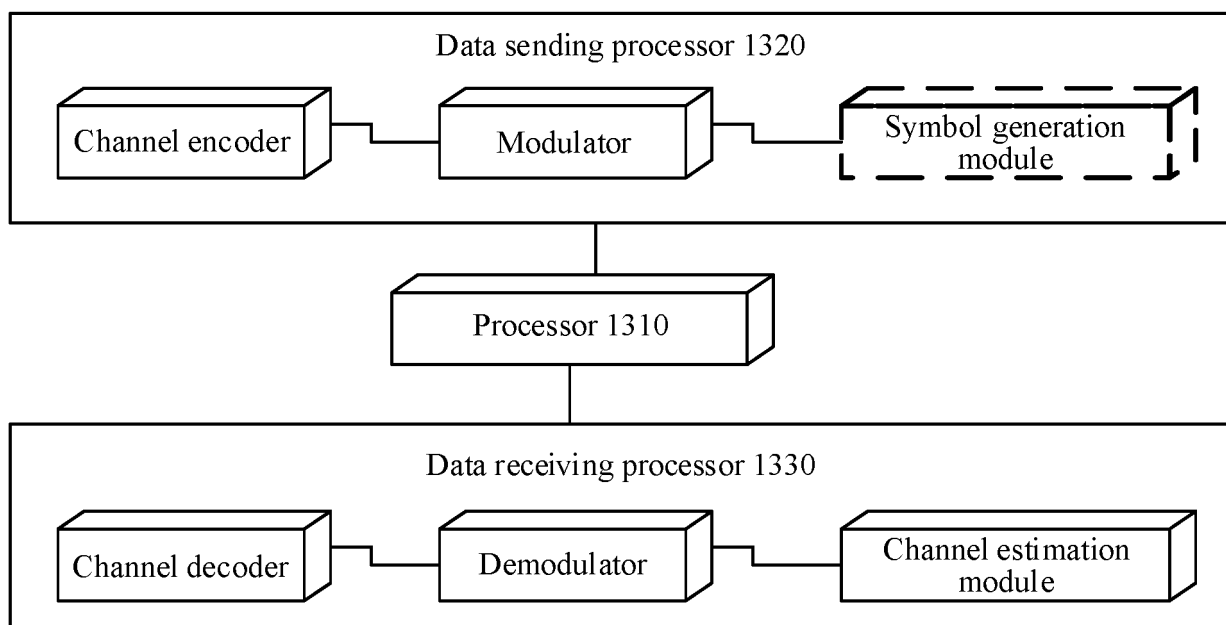 Data sending processor 1320
Channel encoder
Modulator
Symbol generation
module
Processor 1310
Data receiving processor 1330
Channel decoder
Demodulator
Channel estimation
module